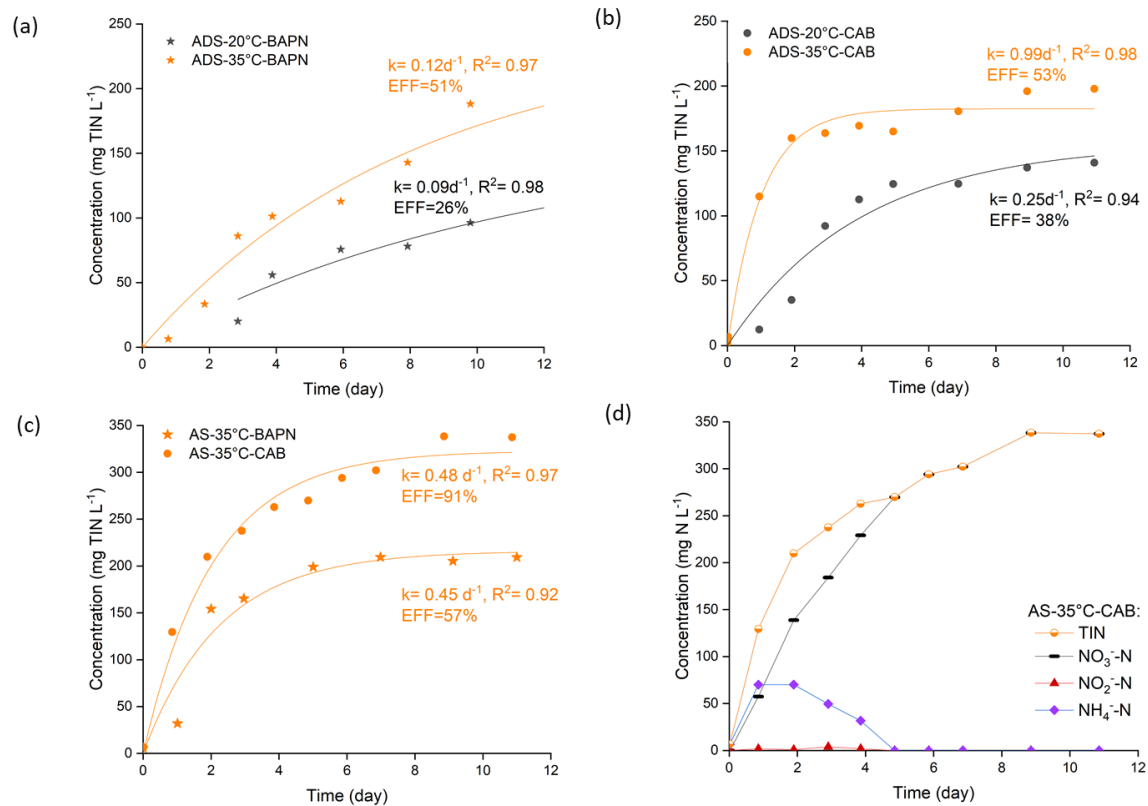 (a)
250
200
150
100
50
0
0 2 4 6 8 10 12
Concentration (mg TIN L⁻¹)
Time (day)
ADS-20°C-BAPN
ADS-35°C-BAPN
k= 0.12d⁻¹, R²= 0.97
EFF=51%
k= 0.09d⁻¹, R²= 0.98
EFF=26%
(b)
250
200
150
100
50
0
0 2 4 6 8 10 12
Concentration (mg TIN L⁻¹)
Time (day)
ADS-20°C-CAB
ADS-35°C-CAB
k= 0.99d⁻¹, R²= 0.98
EFF= 53%
k= 0.25d⁻¹, R²= 0.94
EFF= 38%
(c)
350
300
250
200
150
100
50
0
0 2 4 6 8 10 12
Concentration (mg TIN L⁻¹)
Time (day)
AS-35°C-BAPN
AS-35°C-CAB
k= 0.48 d⁻¹, R²= 0.97
EFF=91%
k= 0.45 d⁻¹, R²= 0.92
EFF=57%
(d)
350
300
250
200
150
100
50
0
0 2 4 6 8 10 12
Concentration (mg N L⁻¹)
Time (day)
AS-35°C-CAB:
TIN
NO₃⁻-N
NO₂⁻-N
NH₄⁻-N